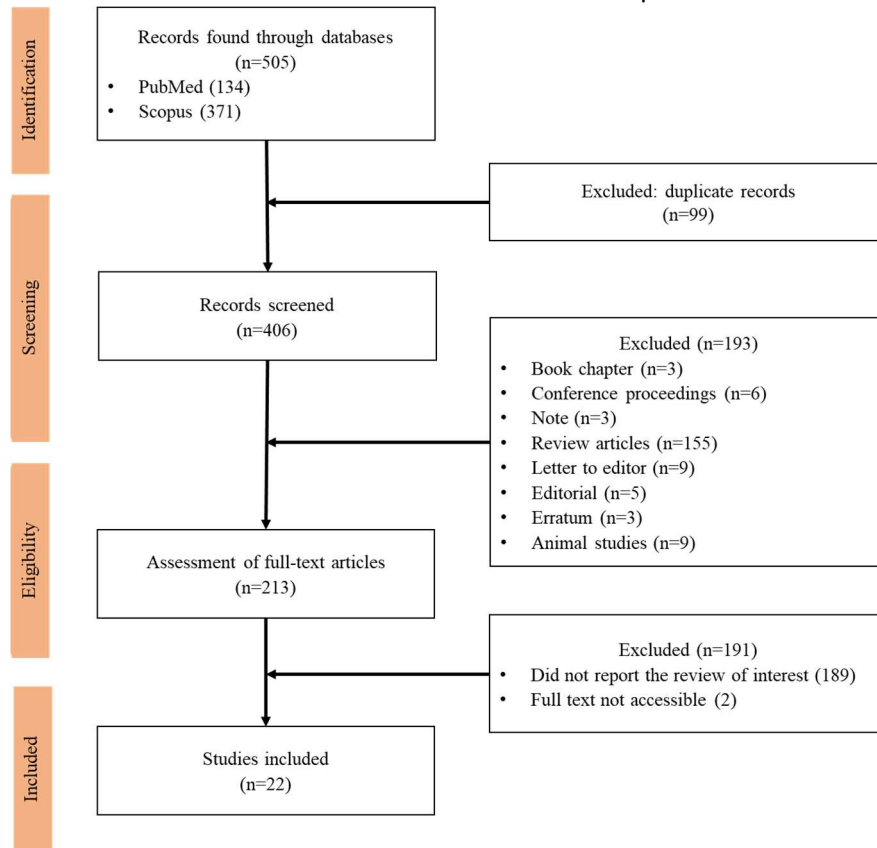 Identification
Records found through databases
(n=505)
• PubMed (134)
• Scopus (371)
Excluded: duplicate records
(n=99)
Screening
Records screened
(n=406)
Excluded (n=193)
• Book chapter (n=3)
• Conference proceedings (n=6)
• Note (n=3)
• Review articles (n=155)
• Letter to editor (n=9)
• Editorial (n=5)
• Erratum (n=3)
• Animal studies (n=9)
Eligibility
Assessment of full-text articles
(n=213)
Excluded (n=191)
• Did not report the review of interest (189)
• Full text not accessible (2)
Included
Studies included
(n=22)